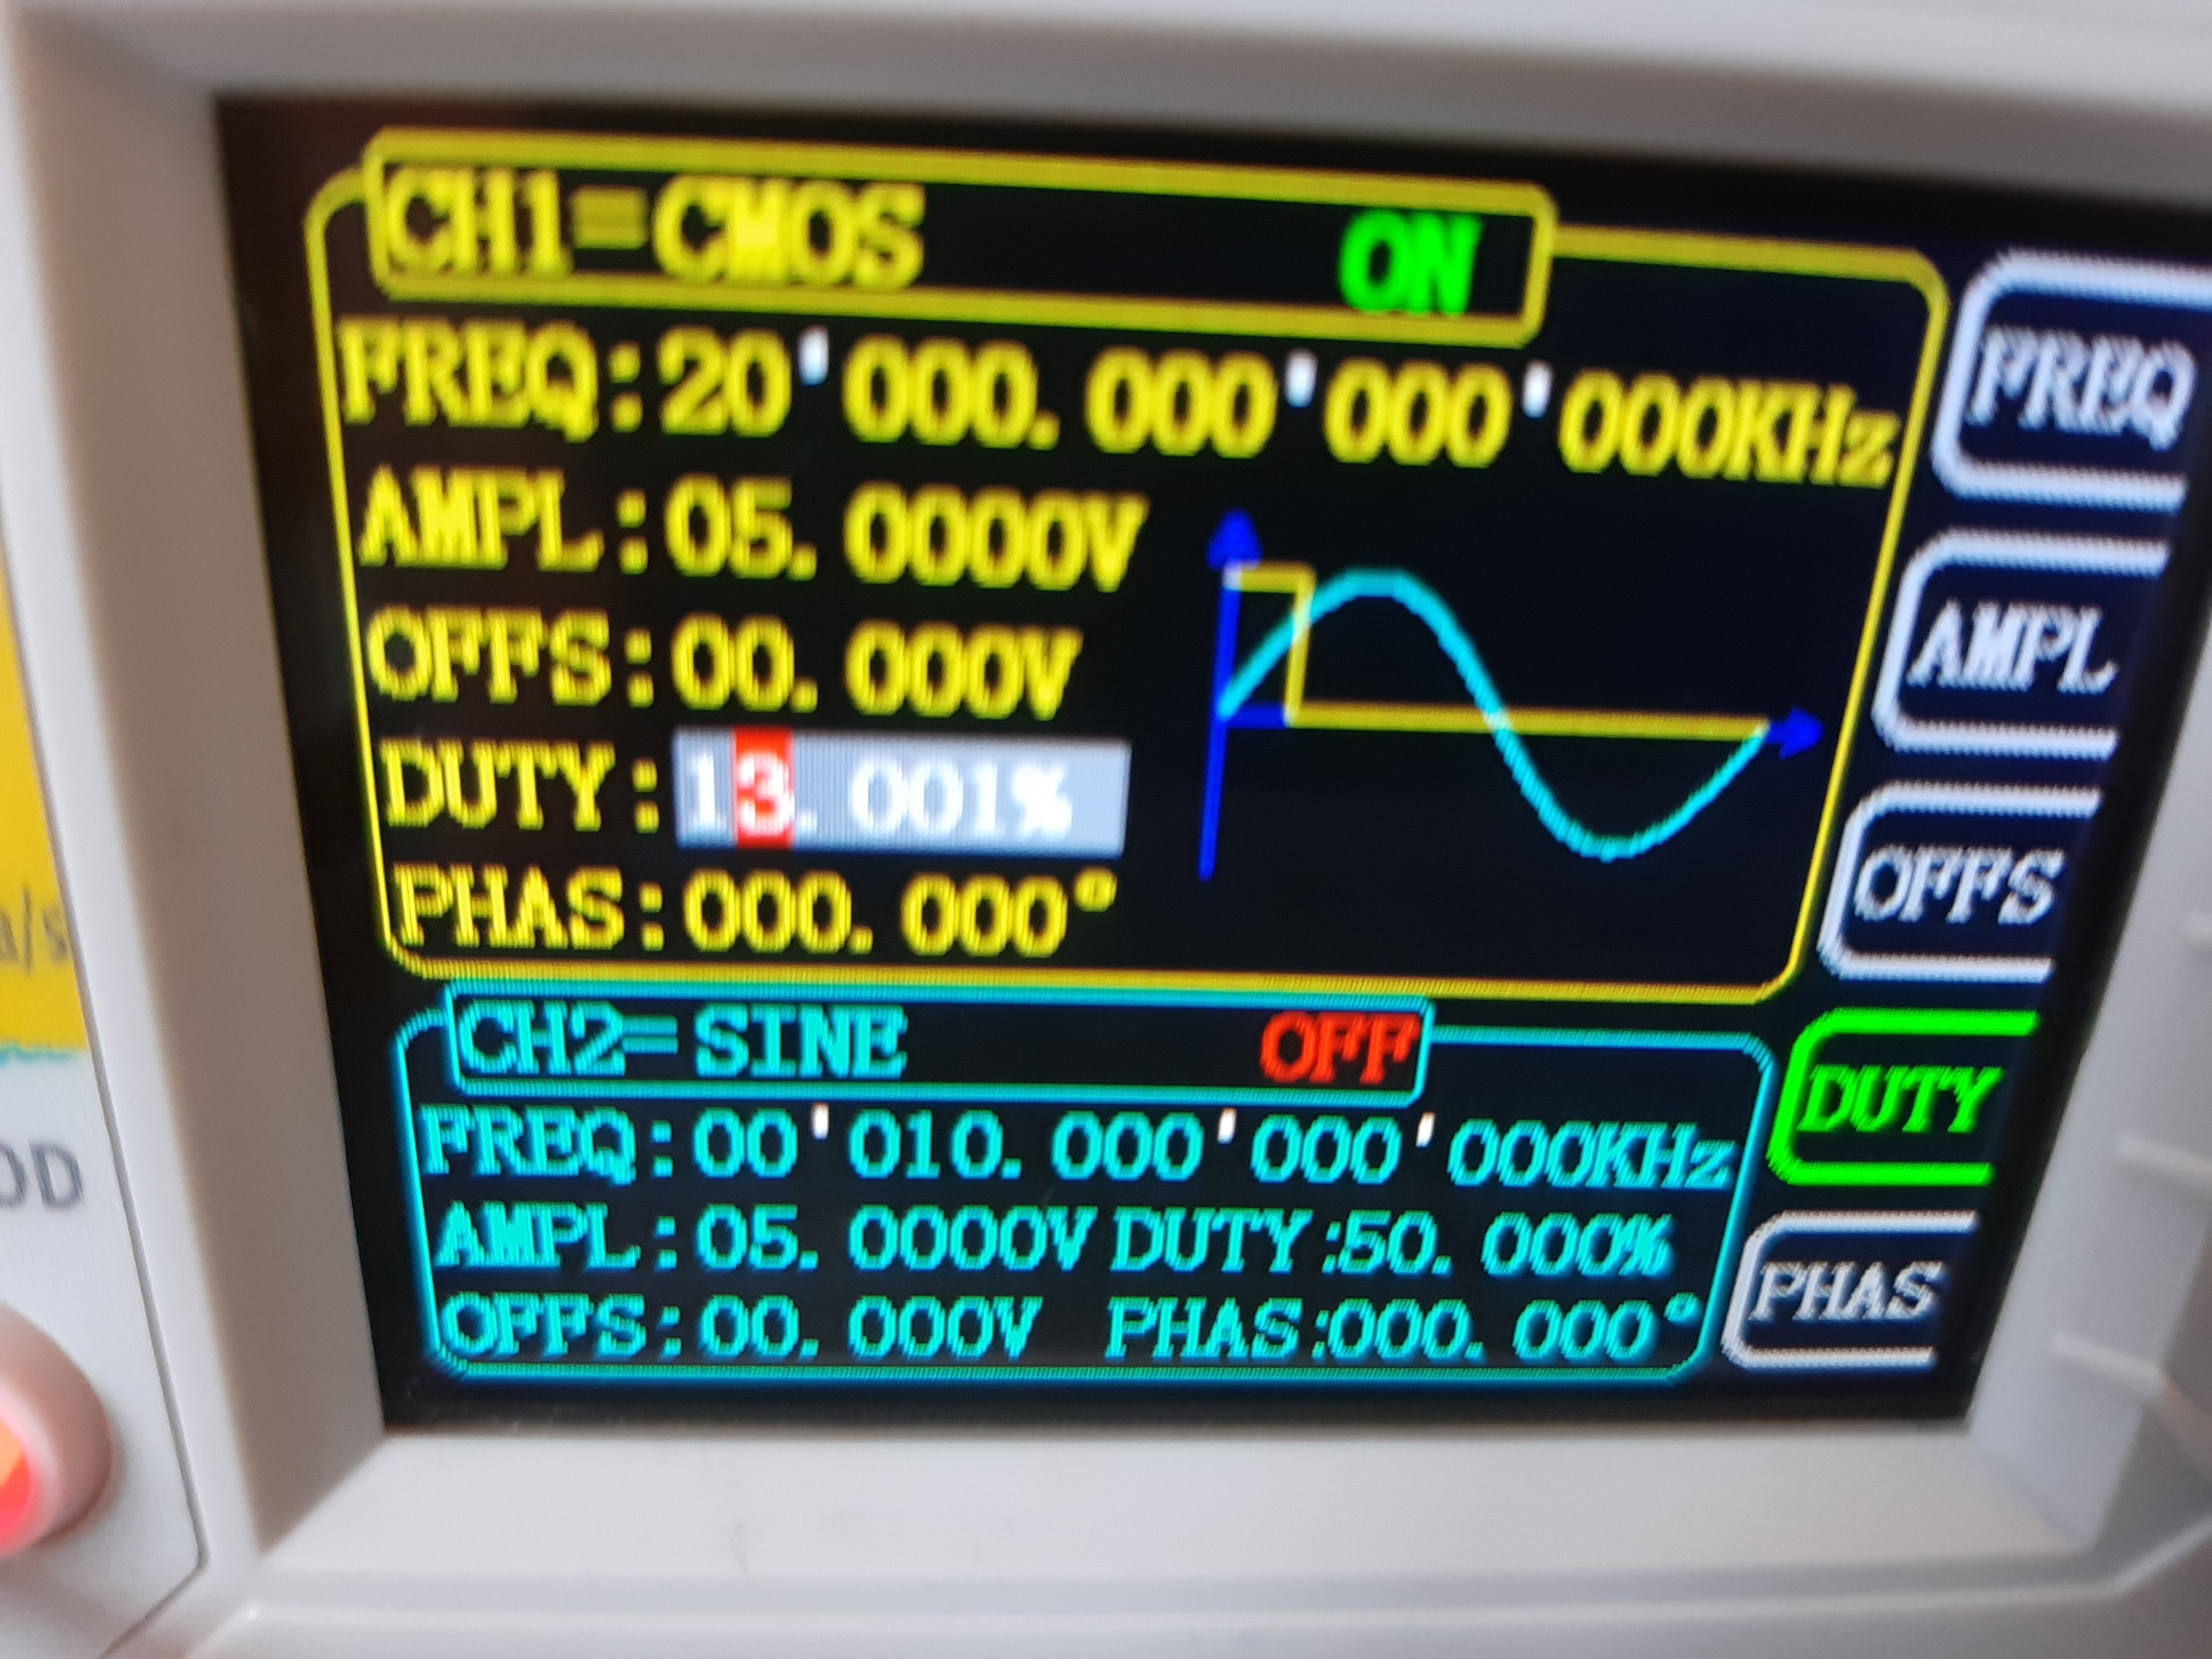 CH1=CMOS ON
FREQ:20'000.000'000'000KHz
AMPL:05.0000V
OFFS:00.000V
DUTY:13.001%
PHAS:000.000°
CH2=SINE OFF
FREQ:00'010.000'000'000KHz
AMPL:05.0000V DUTY:50.000%
OFFS:00.000V PHAS:000.000°
FREQ
AMPL
OFFS
DUTY
PHAS
a/s
OD